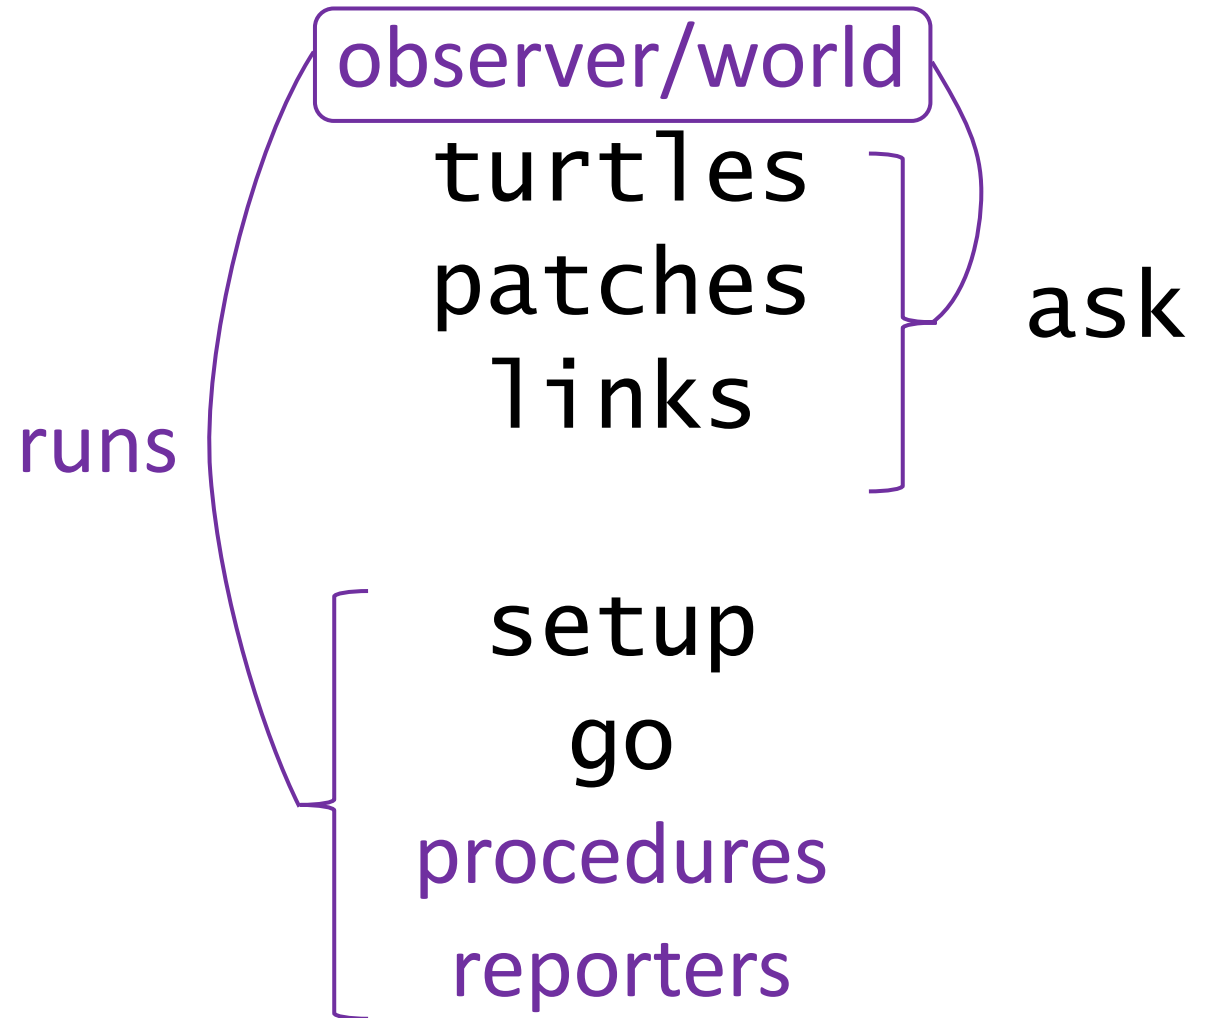 observer/world
turtles
patches
links
ask
runs
setup
go
procedures
reporters